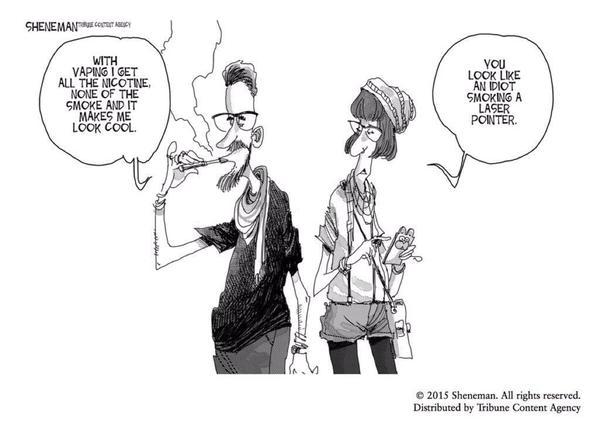 SHENEMAN TRIBUNE CONTENT AGENCY
WITH
VAPING I GET
ALL THE NICOTINE,
NONE OF THE
SMOKE AND IT
MAKES ME
LOOK COOL.
YOU
LOOK LIKE
AN IDIOT
SMOKING A
LASER
POINTER.
© 2015 Sheneman. All rights reserved.
Distributed by Tribune Content Agency